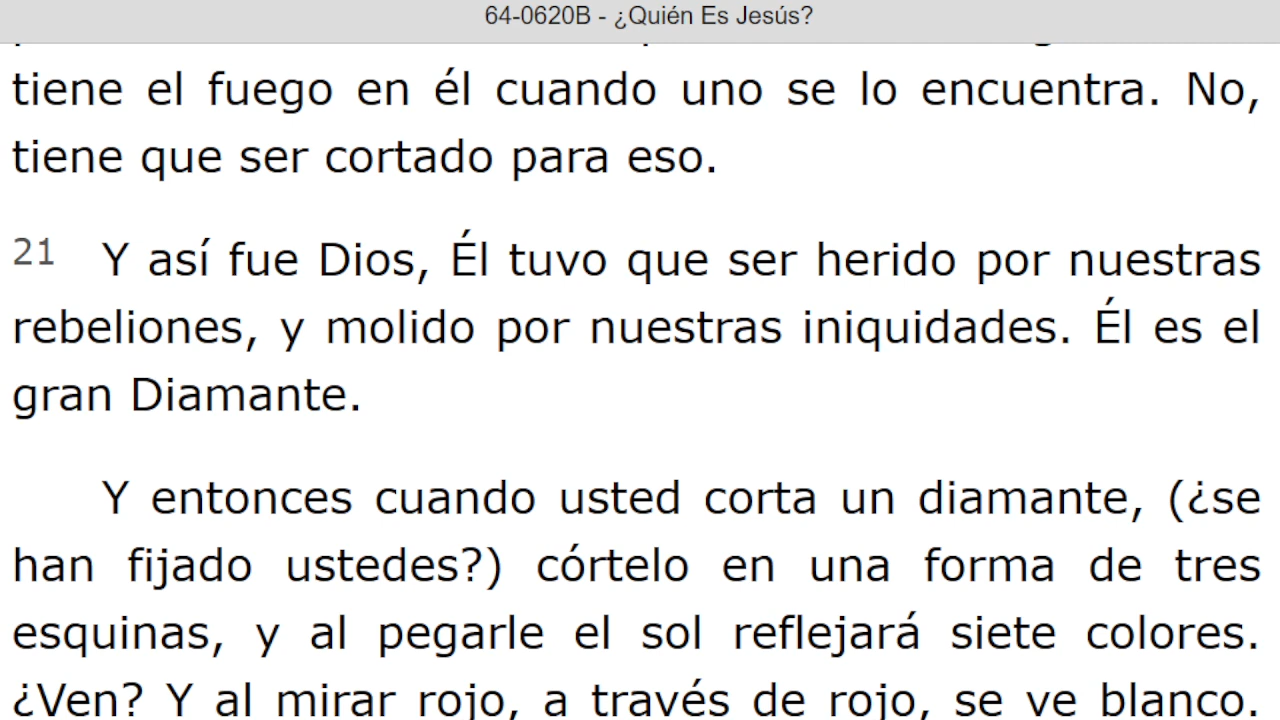 64-0620B - ¿Quién Es Jesús?
tiene el fuego en él cuando uno se lo encuentra. No,
tiene que ser cortado para eso.
21 Y así fue Dios, Él tuvo que ser herido por nuestras
rebeliones, y molido por nuestras iniquidades. Él es el
gran Diamante.
Y entonces cuando usted corta un diamante, (¿se
han fijado ustedes?) córtelo en una forma de tres
esquinas, y al pegarle el sol reflejará siete colores.
¿Ven? Y al mirar rojo, a través de rojo, se ve blanco.